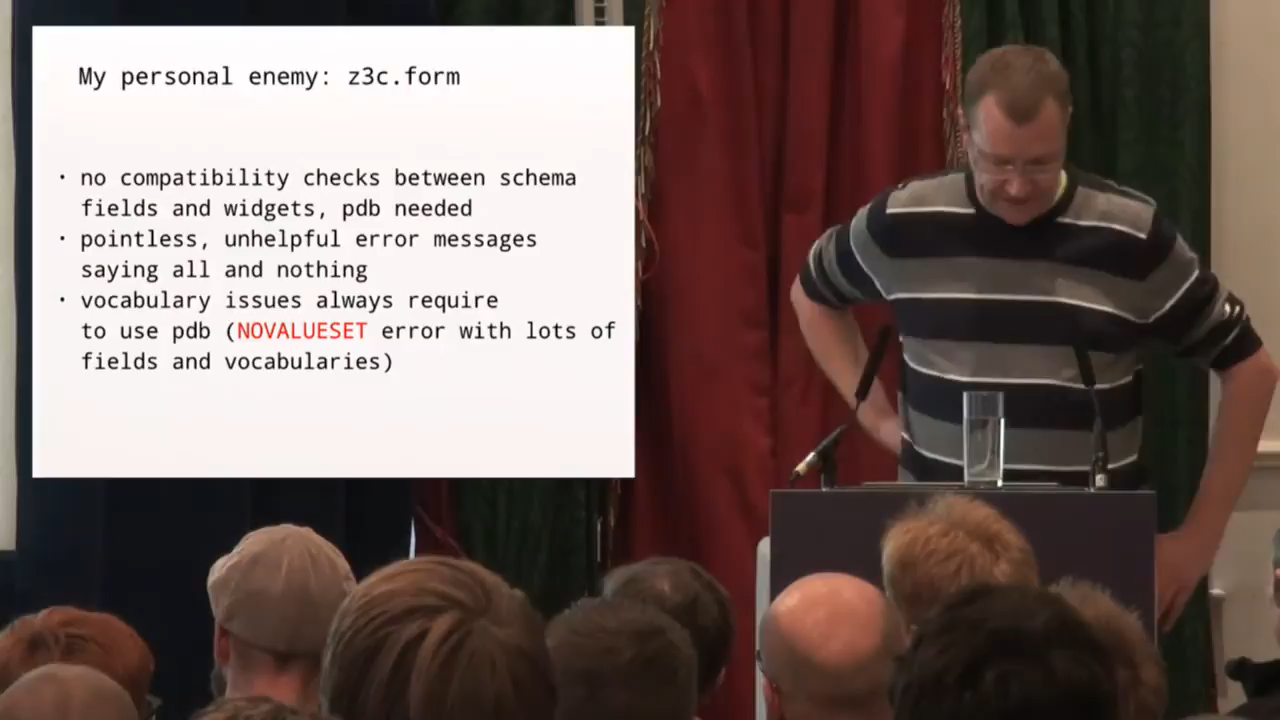 My personal enemy: z3c.form
· no compatibility checks between schema
fields and widgets, pdb needed
· pointless, unhelpful error messages
saying all and nothing
· vocabulary issues always require
to use pdb (NOVALUESET error with lots of
fields and vocabularies)